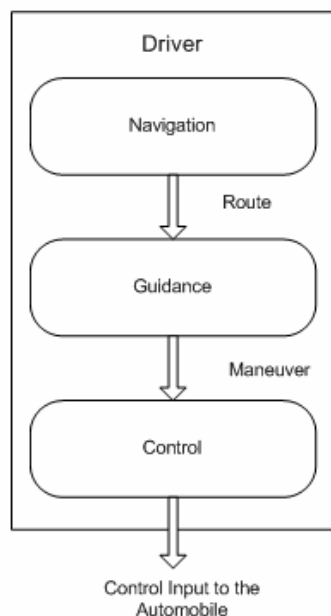 Driver
Navigation
Route
Guidance
Maneuver
Control
Control Input to the
Automobile